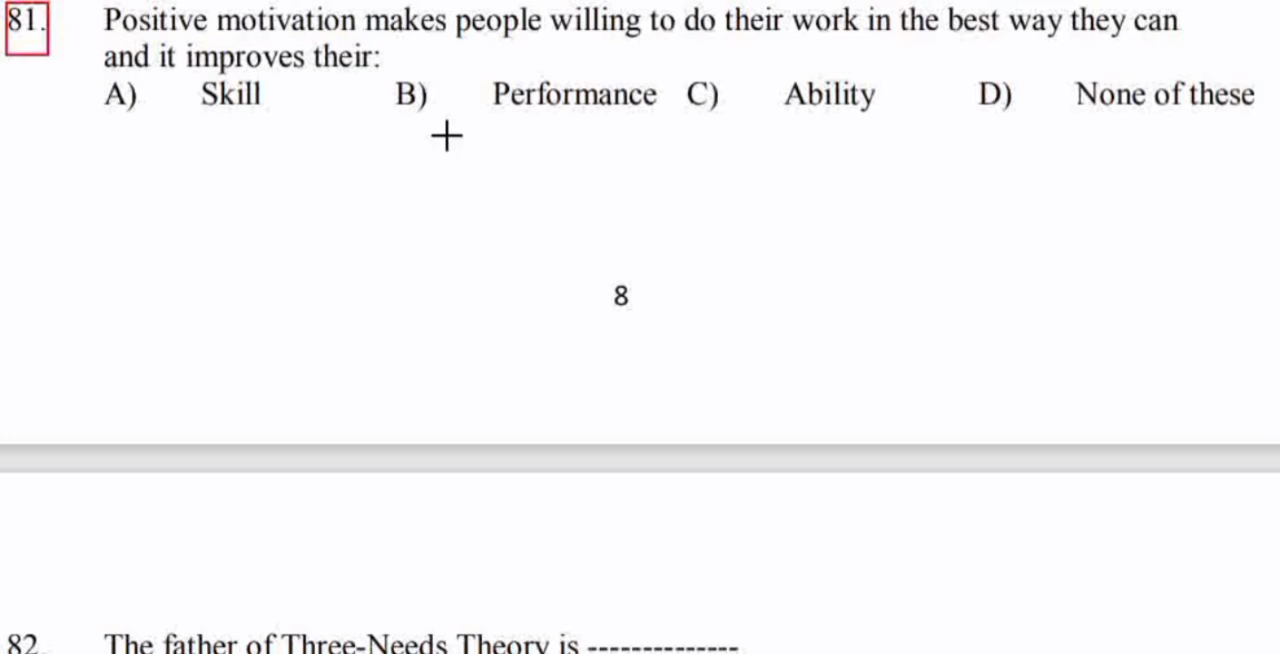 81. Positive motivation makes people willing to do their work in the best way they can
and it improves their:
A) Skill B) Performance C) Ability D) None of these
8
82. The father of Three-Needs Theory is --------------